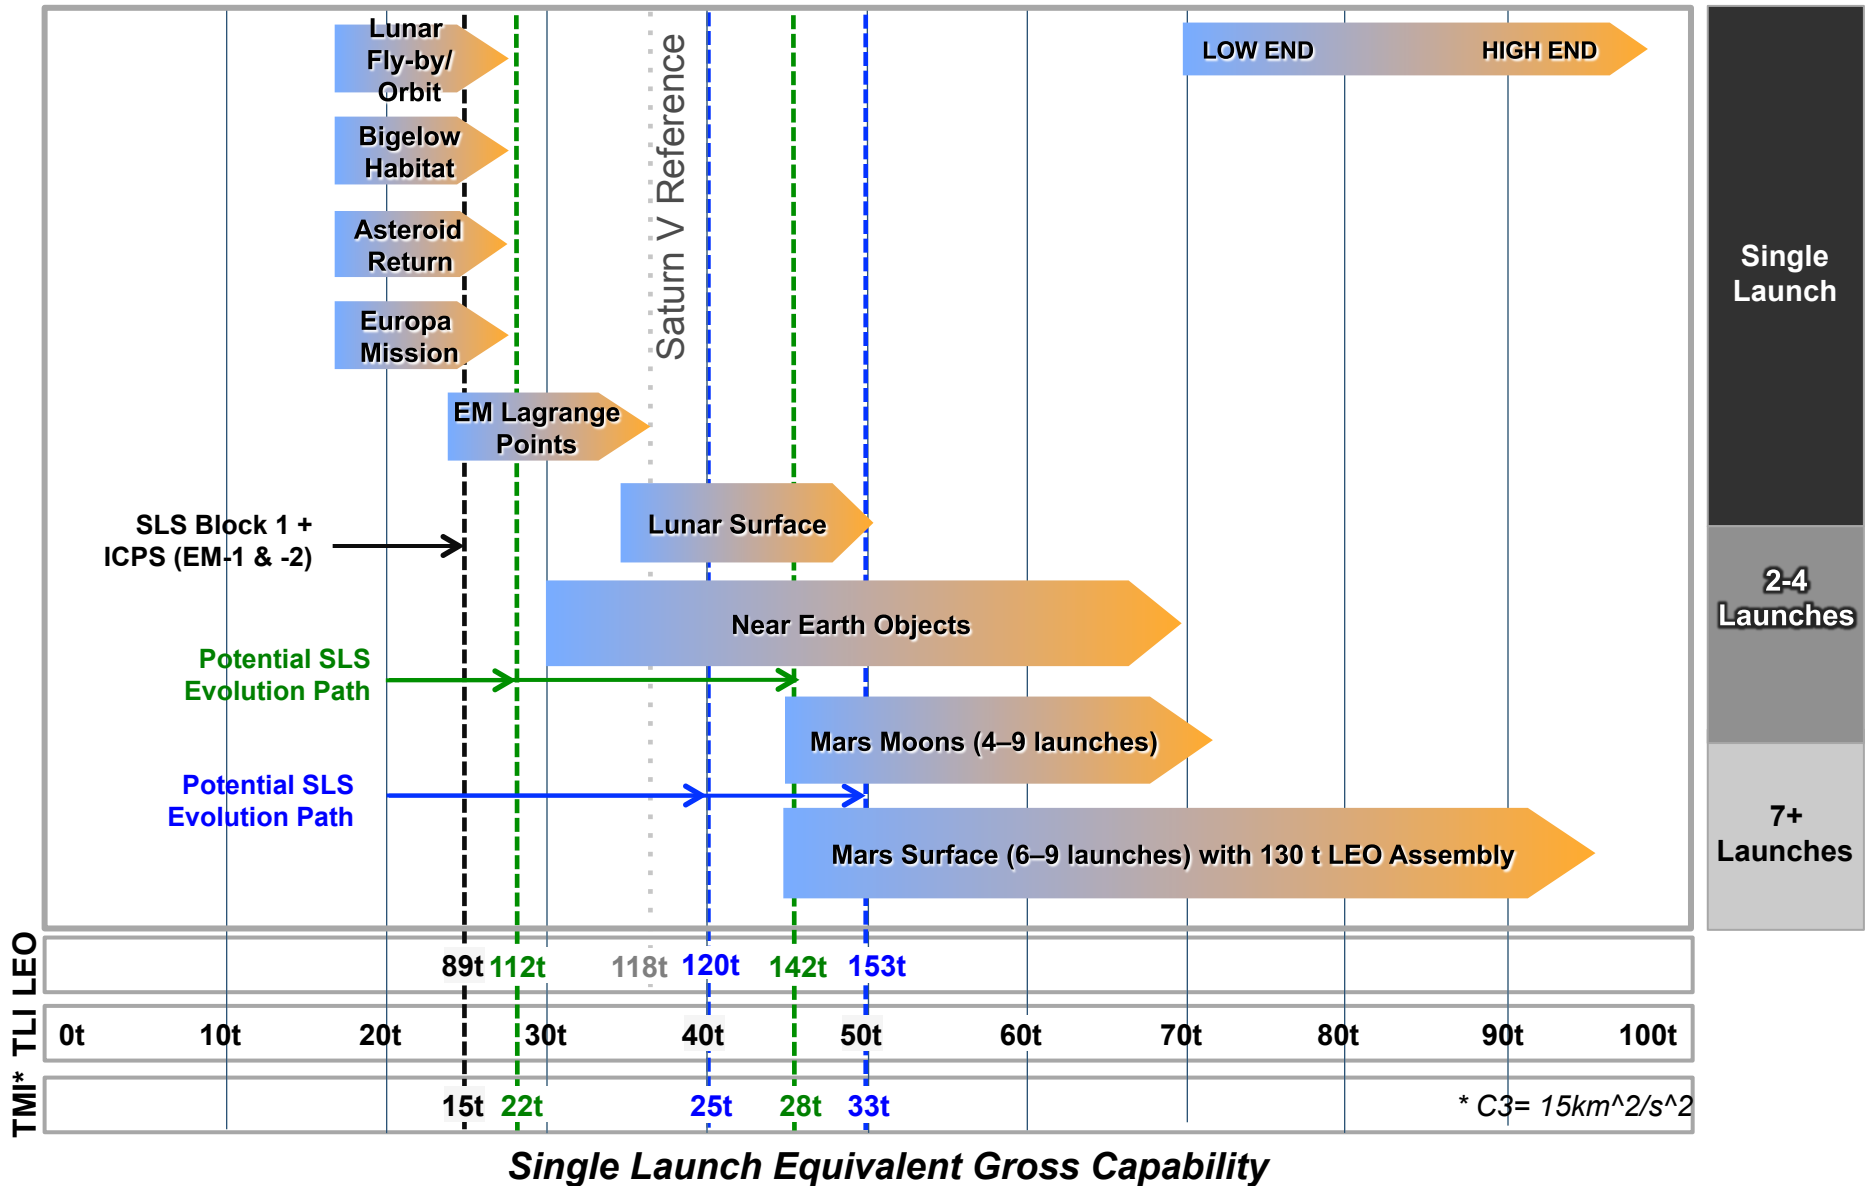 Lunar
Fly-by/
Orbit
LOW END
HIGH END
Bigelow
Habitat
Asteroid
Return
Europa
Mission
Saturn V Reference
EM Lagrange
Points
Single
Launch
SLS Block 1 +
ICPS (EM-1 & -2)
Lunar Surface
2-4
Launches
Near Earth Objects
Potential SLS
Evolution Path
Mars Moons (4–9 launches)
Potential SLS
Evolution Path
7+
Launches
Mars Surface (6–9 launches) with 130 t LEO Assembly
LEO
89t 112t 118t 120t 142t 153t
TLI
0t 10t 20t 30t 40t 50t 60t 70t 80t 90t 100t
TMI*
15t 22t 25t 28t 33t
* C3= 15km^2/s^2
Single Launch Equivalent Gross Capability